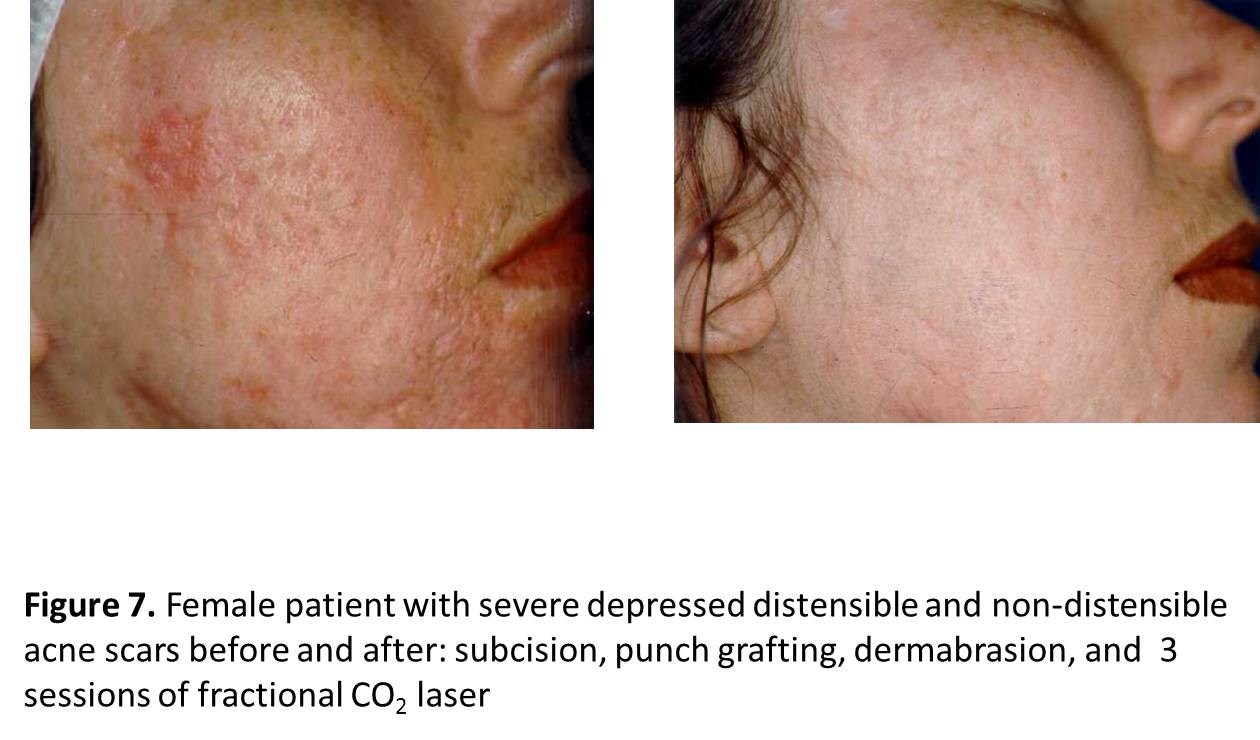 Figure 7. Female patient with severe depressed distensible and non-distensible
acne scars before and after: subcision, punch grafting, dermabrasion, and 3
sessions of fractional CO₂ laser